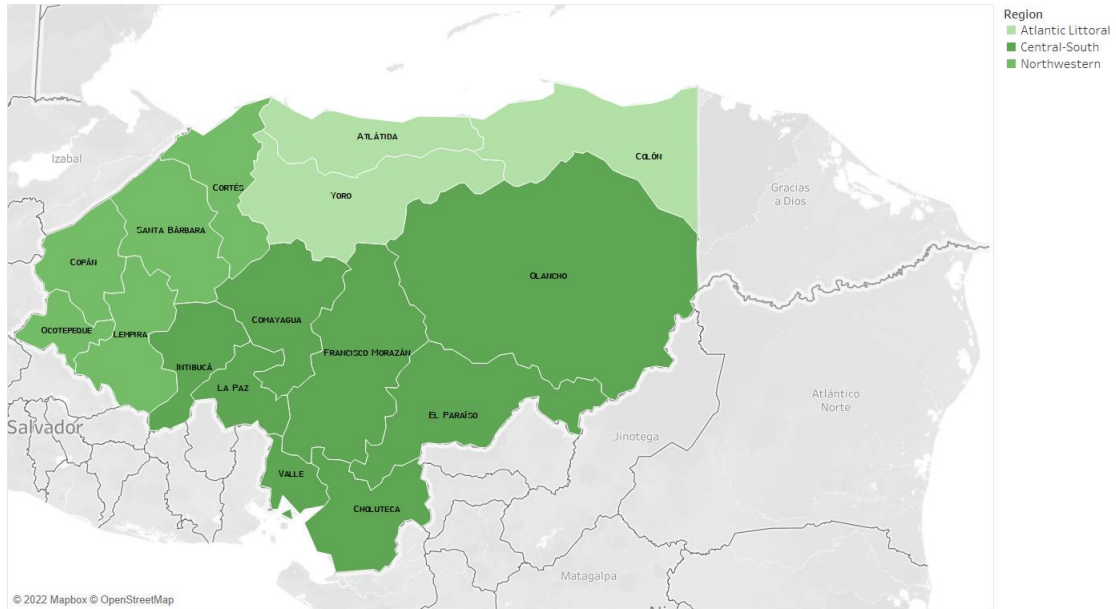 Region
Atlantic Littoral
Central-South
Northwestern
Izabal
Atlátida
Colón
Cortés
Yoro
Gracias
a Dios
Santa Bárbara
Copán
Olancho
Comayagua
Ocotepeque
Lempira
Francisco Morazán
Intibucá
La Paz
Atlántico
Norte
El Paraíso
Salvador
Jinotega
Valle
Choluteca
Matagalpa
© 2022 Mapbox © OpenStreetMap